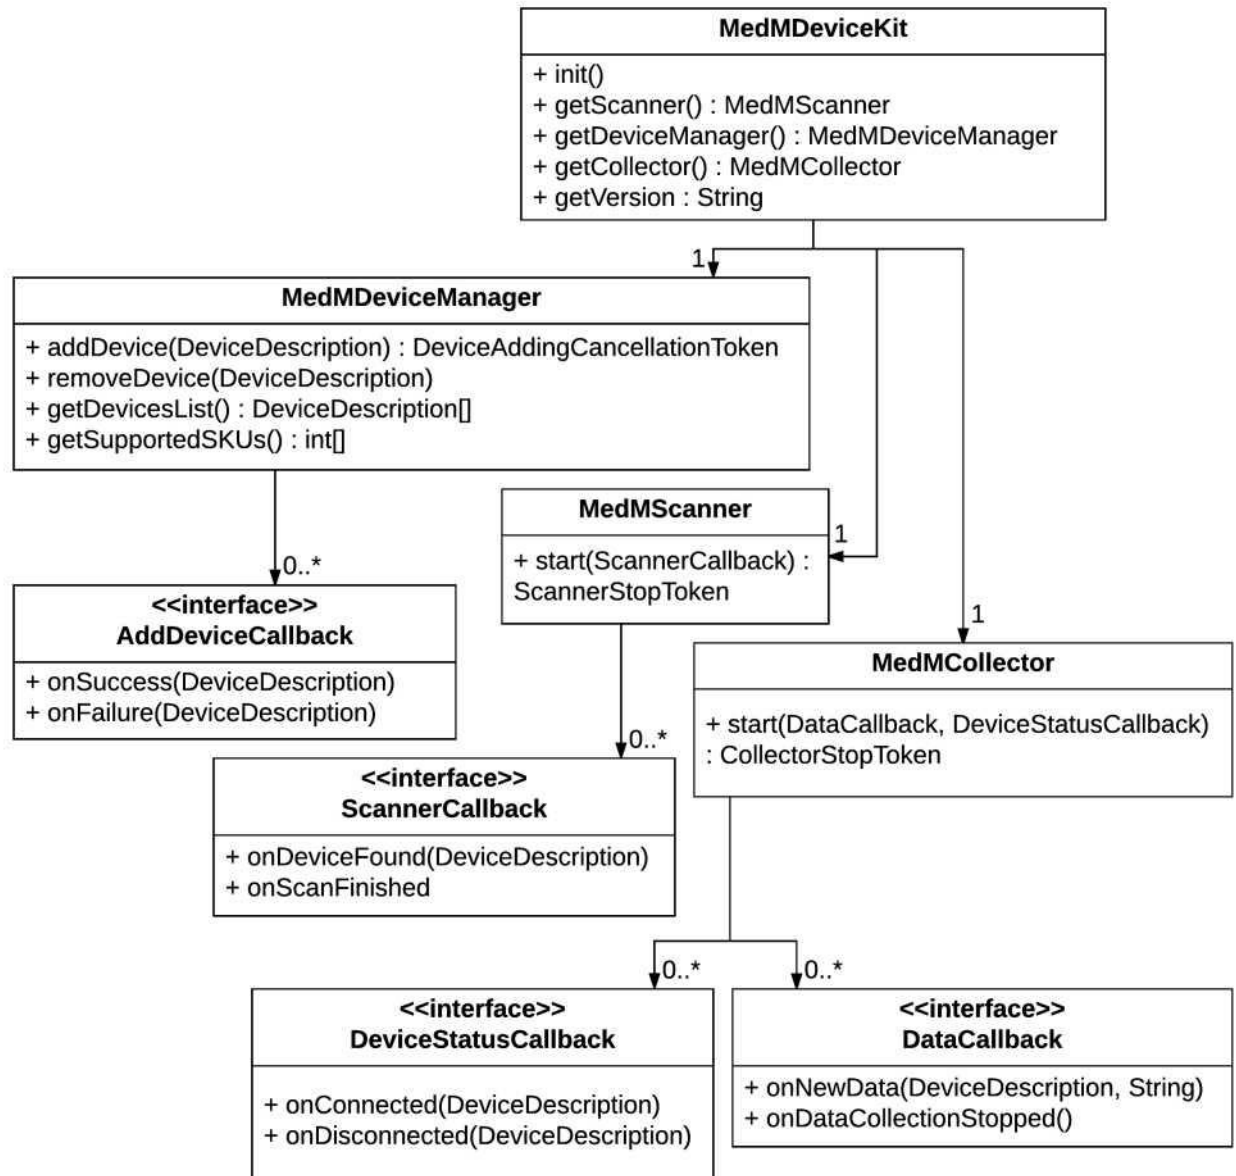 MedMDeviceKit
+ init()
+ getScanner() : MedMScanner
+ getDeviceManager() : MedMDeviceManager
+ getCollector() : MedMCollector
+ getVersion : String
1
MedMDeviceManager
+ addDevice(DeviceDescription) : DeviceAddingCancellationToken
+ removeDevice(DeviceDescription)
+ getDevicesList() : DeviceDescription[]
+ getSupportedSKUs() : int[]
0..*
<<interface>>
AddDeviceCallback
+ onSuccess(DeviceDescription)
+ onFailure(DeviceDescription)
1
MedMScanner
+ start(ScannerCallback) :
ScannerStopToken
0..*
<<interface>>
ScannerCallback
+ onDeviceFound(DeviceDescription)
+ onScanFinished
1
MedMCollector
+ start(DataCallback, DeviceStatusCallback)
: CollectorStopToken
0..*
<<interface>>
DeviceStatusCallback
+ onConnected(DeviceDescription)
+ onDisconnected(DeviceDescription)
0..*
<<interface>>
DataCallback
+ onNewData(DeviceDescription, String)
+ onDataCollectionStopped()